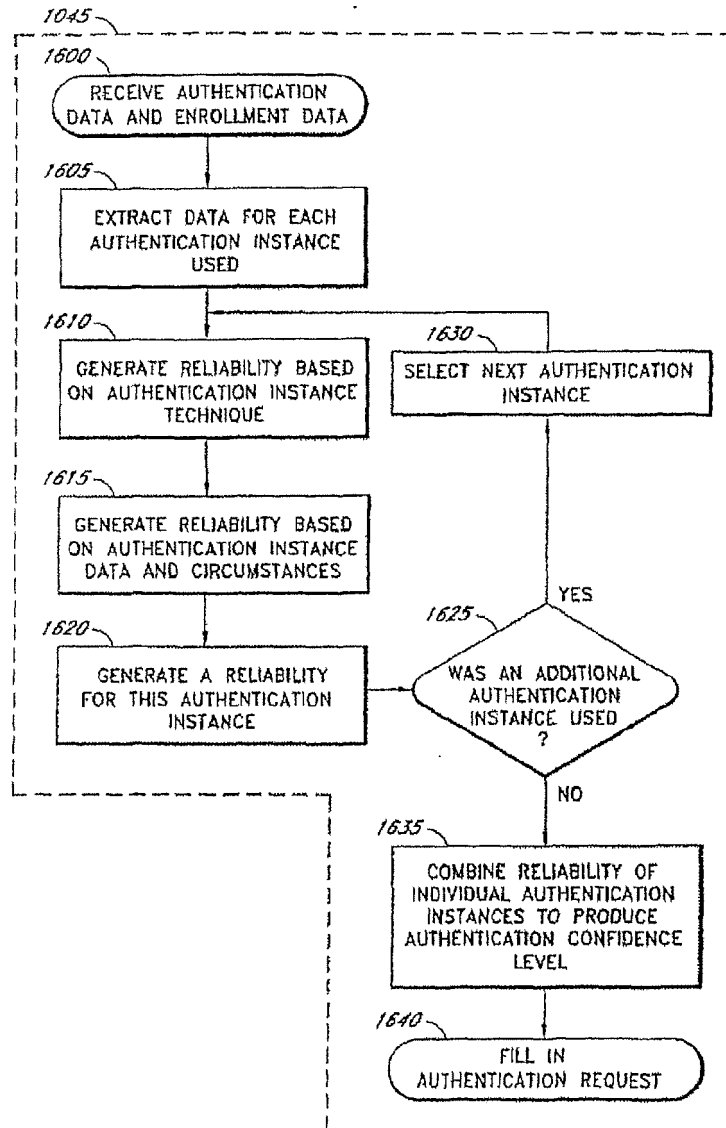 1045
1600
RECEIVE AUTHENTICATION
DATA AND ENROLLMENT DATA
1605
EXTRACT DATA FOR EACH
AUTHENTICATION INSTANCE
USED
1610
GENERATE RELIABILITY BASED
ON AUTHENTICATION INSTANCE
TECHNIQUE
1630
SELECT NEXT AUTHENTICATION
INSTANCE
1615
GENERATE RELIABILITY BASED
ON AUTHENTICATION INSTANCE
DATA AND CIRCUMSTANCES
1620
GENERATE A RELIABILITY
FOR THIS AUTHENTICATION
INSTANCE
1625
YES
WAS AN ADDITIONAL
AUTHENTICATION
INSTANCE USED
?
NO
1635
COMBINE RELIABILITY OF
INDIVIDUAL AUTHENTICATION
INSTANCES TO PRODUCE
AUTHENTICATION CONFIDENCE
LEVEL
1640
FILL IN
AUTHENTICATION REQUEST